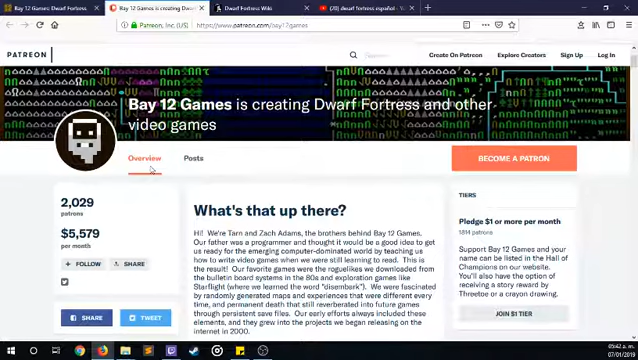 Bay 12 Games Dwarf Fortress
Bay 12 Games is creating Dwarf
Dwarf Fortress Wiki
(20) dwarf fortress español - Y
Patreon, Inc. (US)
https://www.patreon.com/bay12games
PATREON
Create On Patreon
Explore Creators
Sign Up
Log In
Bay 12 Games is creating Dwarf Fortress and other
video games
Overview
Posts
BECOME A PATRON
2,029
patrons
$5,579
per month
FOLLOW
SHARE
SHARE
TWEET
What's that up there?
Hi! We're Tarn and Zach Adams, the brothers behind Bay 12 Games.
Our father was a programmer and thought it would be a good idea to get
us ready for the emerging computer-dominated world by teaching us
how to write video games when we were still learning to read. This is
the result! Our favorite games were the roguelikes we downloaded from
the bulletin board systems in the 80s and exploration games like
Starflight (where we learned the word "disembark"). We were fascinated
by randomly generated maps and experiences that were different every
time, and permanent death that still reverberated into future games
through persistent save files. Our early efforts always included these
elements, and they grew into the projects we began releasing on the
internet in 2000.
TIERS
Pledge $1 or more per month
1814 patrons
Support Bay 12 Games and your
name can be listed in the Hall of
Champions on our website.
You'll also have the option of
receiving a story reward by
Threetoe or a crayon drawing.
JOIN $1 TIER
05:42 a. m.
07/01/2019